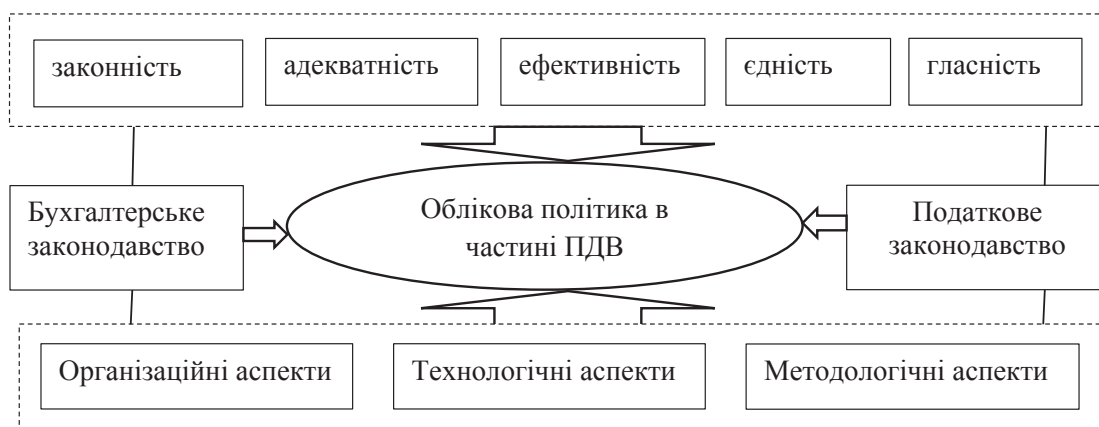 законність
адекватність
ефективність
єдність
гласність
Бухгалтерське
законодавство
Облікова політика в
частині ПДВ
Податкове
законодавство
Організаційні аспекти
Технологічні аспекти
Методологічні аспекти